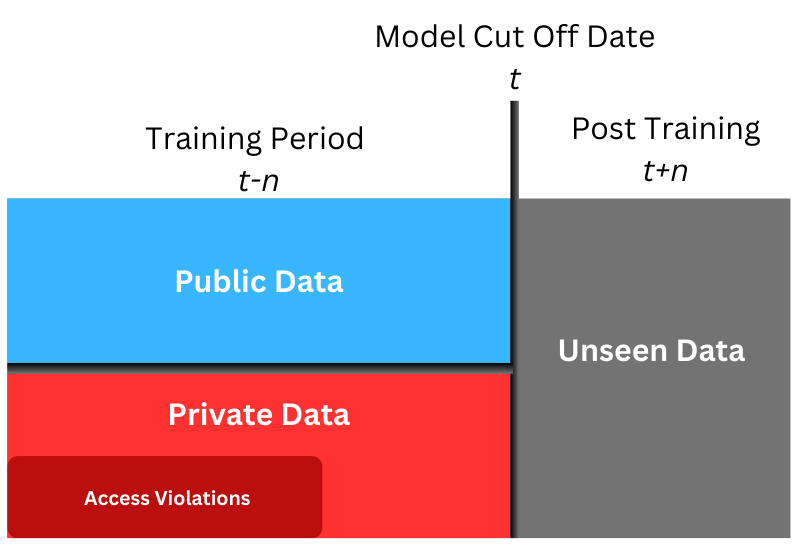 Model Cut Off Date
t
Training Period
t-n
Post Training
t+n
Public Data
Unseen Data
Private Data
Access Violations